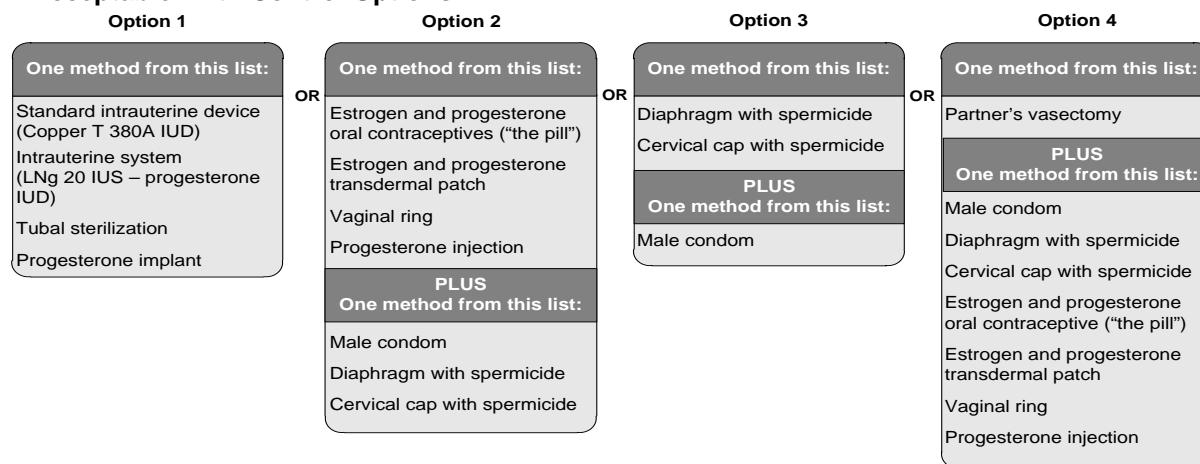 Option 1
One method from this list:
Standard intrauterine device
(Copper T 380A IUD)
Intrauterine system
(LNg 20 IUS – progesterone
IUD)
Tubal sterilization
Progesterone implant
OR
Option 2
One method from this list:
Estrogen and progesterone
oral contraceptives (“the pill”)
Estrogen and progesterone
transdermal patch
Vaginal ring
Progesterone injection
PLUS
One method from this list:
Male condom
Diaphragm with spermicide
Cervical cap with spermicide
OR
Option 3
One method from this list:
Diaphragm with spermicide
Cervical cap with spermicide
PLUS
One method from this list:
Male condom
OR
Option 4
One method from this list:
Partner’s vasectomy
PLUS
One method from this list:
Male condom
Diaphragm with spermicide
Cervical cap with spermicide
Estrogen and progesterone
oral contraceptive (“the pill”)
Estrogen and progesterone
transdermal patch
Vaginal ring
Progesterone injection